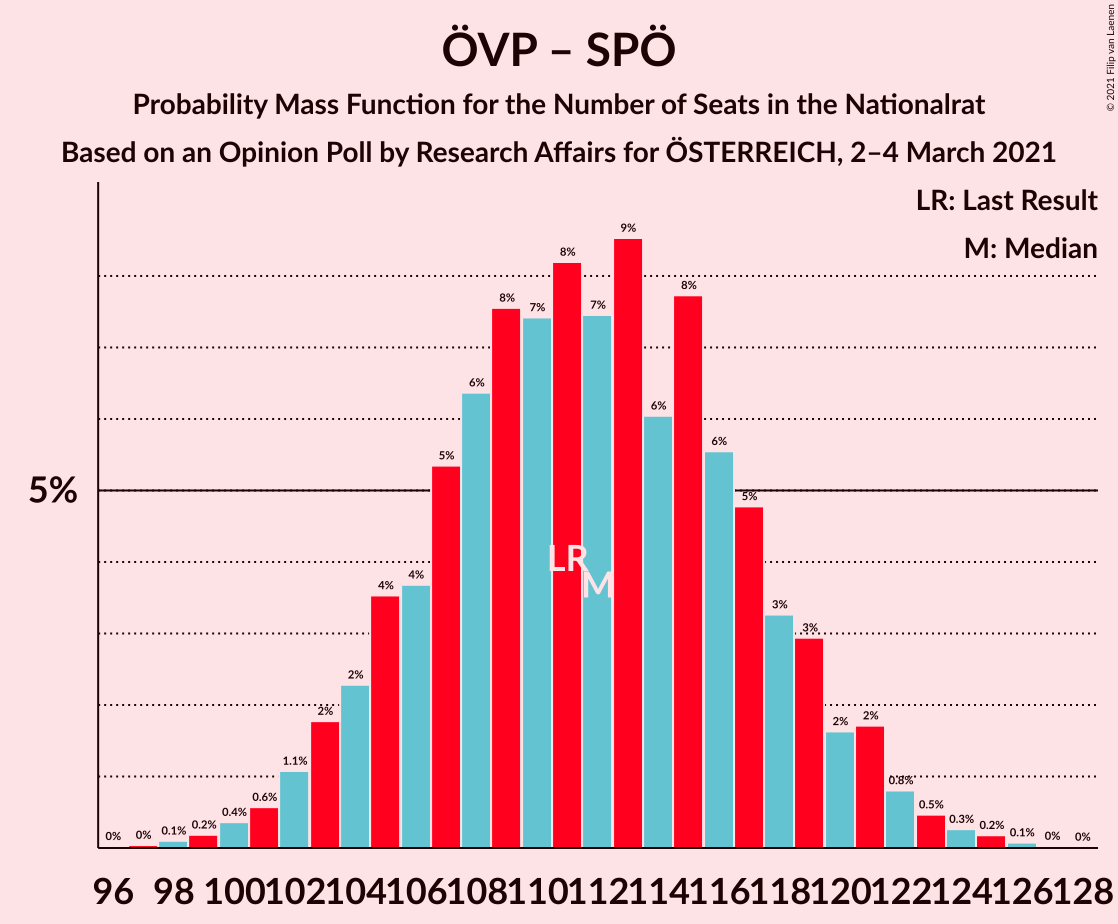 ÖVP – SPÖ
Probability Mass Function for the Number of Seats in the Nationalrat
Based on an Opinion Poll by Research Affairs for ÖSTERREICH, 2–4 March 2021
© 2021 Filip van Laenen
LR: Last Result
M: Median
5%
0% 0% 0.1% 0.2% 0.4% 0.6% 1.1% 2% 2% 4% 4% 5% 6% 8% 7% 8% 7% 9% 6% 8% 6% 5% 3% 3% 2% 2% 0.8% 0.5% 0.3% 0.2% 0.1% 0% 0%
LR
M
96 98 100 102 104 106 108 110 112 114 116 118 120 122 124 126 128